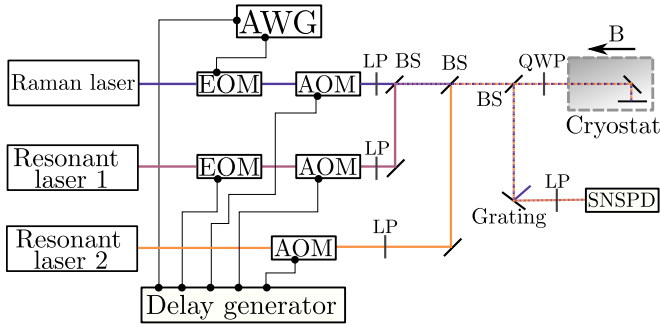 AWG
B
LP
BS
BS
QWP
Raman laser
EOM
AOM
BS
Cryostat
LP
Resonant
laser 1
EOM
AOM
LP
SNSPD
Grating
LP
Resonant
laser 2
AOM
Delay generator